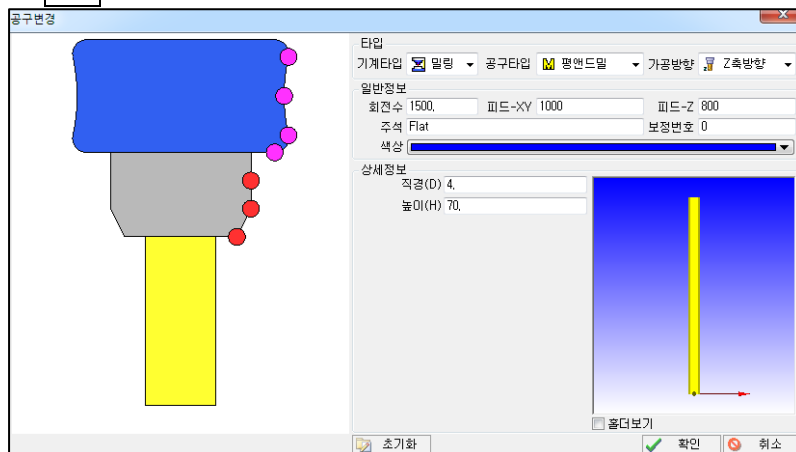 공구변경
타입
기계타입 밀링 공구타입 평앤드밀 가공방향 Z축방향
일반정보
회전수 1500, 피드-XY 1000 피드-Z 800
주석 Flat 보정번호 0
색상
상세정보
직경(D) 4,
높이(H) 70,
홀더보기
초기화 확인 취소